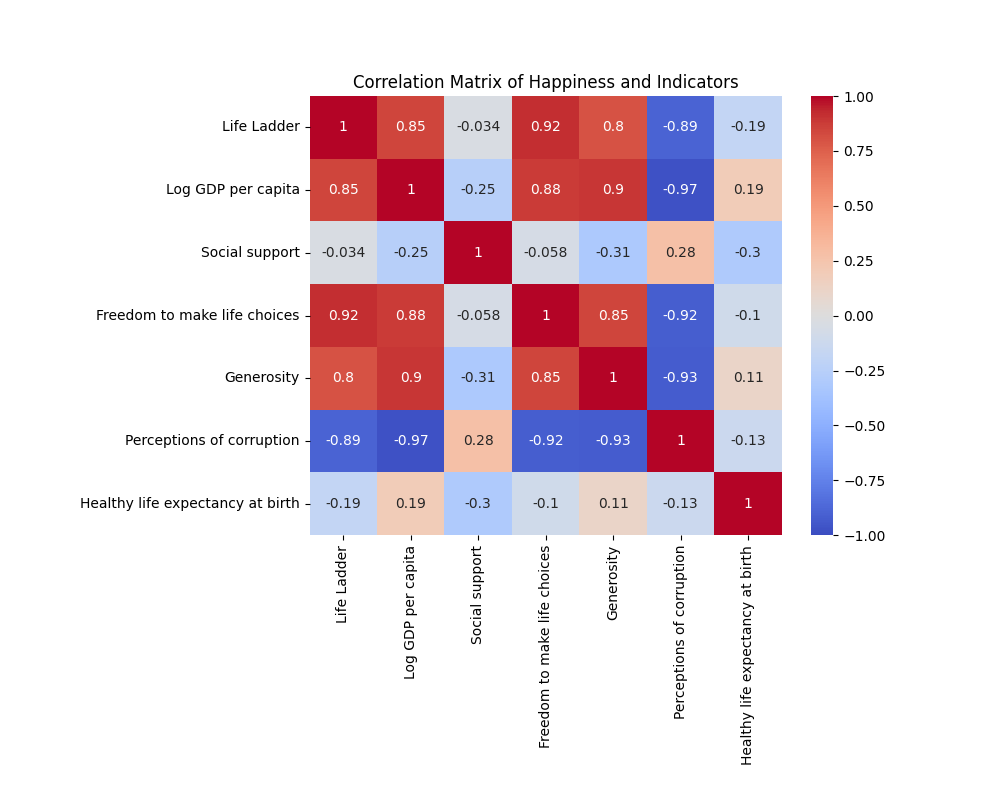 Correlation Matrix of Happiness and Indicators
Life Ladder 1 0.85 -0.034 0.92 0.8 -0.89 -0.19
Log GDP per capita 0.85 1 -0.25 0.88 0.9 -0.97 0.19
Social support -0.034 -0.25 1 -0.058 -0.31 0.28 -0.3
Freedom to make life choices 0.92 0.88 -0.058 1 0.85 -0.92 -0.1
Generosity 0.8 0.9 -0.31 0.85 1 -0.93 0.11
Perceptions of corruption -0.89 -0.97 0.28 -0.92 -0.93 1 -0.13
Healthy life expectancy at birth -0.19 0.19 -0.3 -0.1 0.11 -0.13 1
Life Ladder
Log GDP per capita
Social support
Freedom to make life choices
Generosity
Perceptions of corruption
Healthy life expectancy at birth
1.00
0.75
0.50
0.25
0.00
−0.25
−0.50
−0.75
−1.00